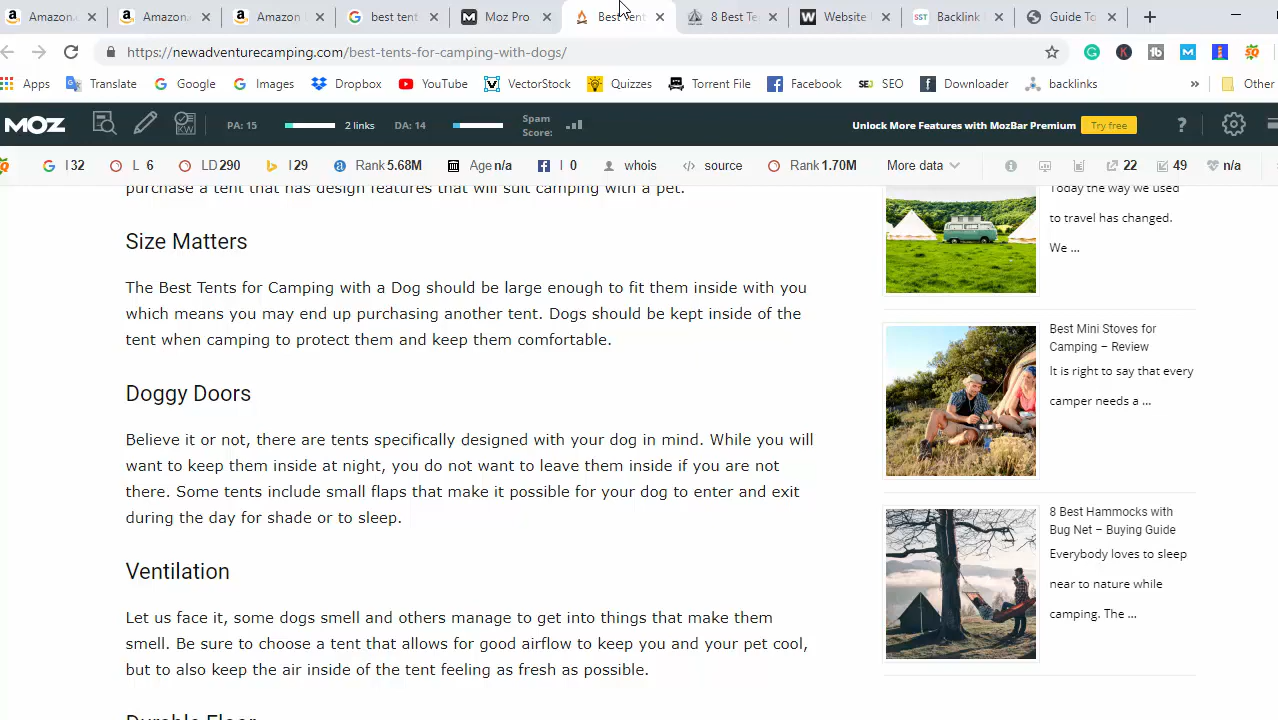 Amazon.
Amazon.
Amazon
best tent
Moz Pro
Best Tent
8 Best Te
Website
Backlink
Guide To
https://newadventurecamping.com/best-tents-for-camping-with-dogs/
Apps
Translate
Google
Images
Dropbox
YouTube
VectorStock
Quizzes
Torrent File
Facebook
SEO
Downloader
backlinks
»
Other
MOZ
PA: 15
2 links
DA: 14
Spam
Score:
Unlock More Features with MozBar Premium
Try free
?
I 32
L 6
LD 290
I 29
Rank 5.68M
Age n/a
I 0
whois
source
Rank 1.70M
More data
22
49
n/a
purchase a tent that has design features that will suit camping with a pet.
Size Matters
The Best Tents for Camping with a Dog should be large enough to fit them inside with you
which means you may end up purchasing another tent. Dogs should be kept inside of the
tent when camping to protect them and keep them comfortable.
Doggy Doors
Believe it or not, there are tents specifically designed with your dog in mind. While you will
want to keep them inside at night, you do not want to leave them inside if you are not
there. Some tents include small flaps that make it possible for your dog to enter and exit
during the day for shade or to sleep.
Ventilation
Let us face it, some dogs smell and others manage to get into things that make them
smell. Be sure to choose a tent that allows for good airflow to keep you and your pet cool,
but to also keep the air inside of the tent feeling as fresh as possible.
Durable Floor
Today the way we used
to travel has changed.
We ...
Best Mini Stoves for
Camping – Review
It is right to say that every
camper needs a ...
8 Best Hammocks with
Bug Net – Buying Guide
Everybody loves to sleep
near to nature while
camping. The ...